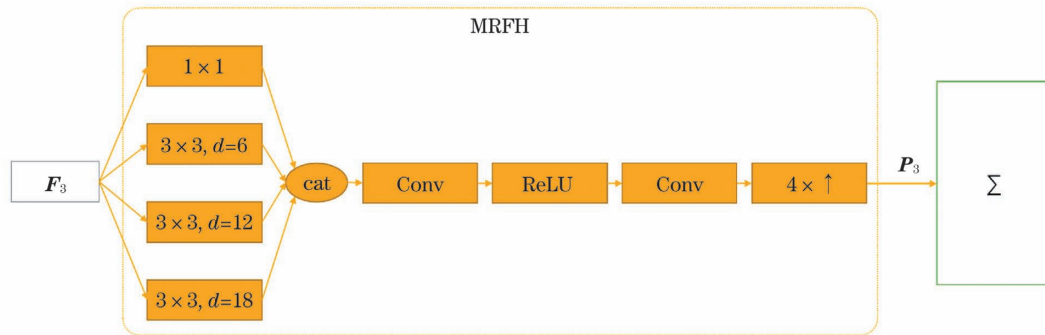 MRFH
1 × 1
3 × 3, d=6
F₃
3 × 3, d=12
3 × 3, d=18
cat
Conv
ReLU
Conv
4 × ↑
P₃
Σ